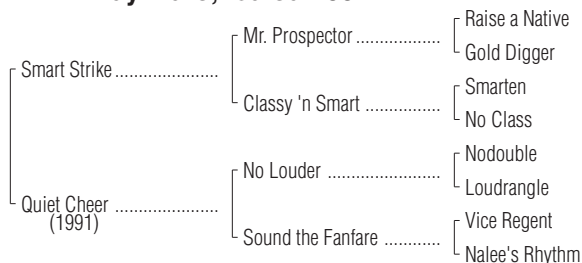 Raise a Native
Mr. Prospector ..................
Gold Digger
Smart Strike ......................
Smarten
Classy 'n Smart ................
No Class
Nodouble
No Louder ........................
Loudrangle
Quiet Cheer ......................
(1991)
Vice Regent
Sound the Fanfare ............
Nalee's Rhythm